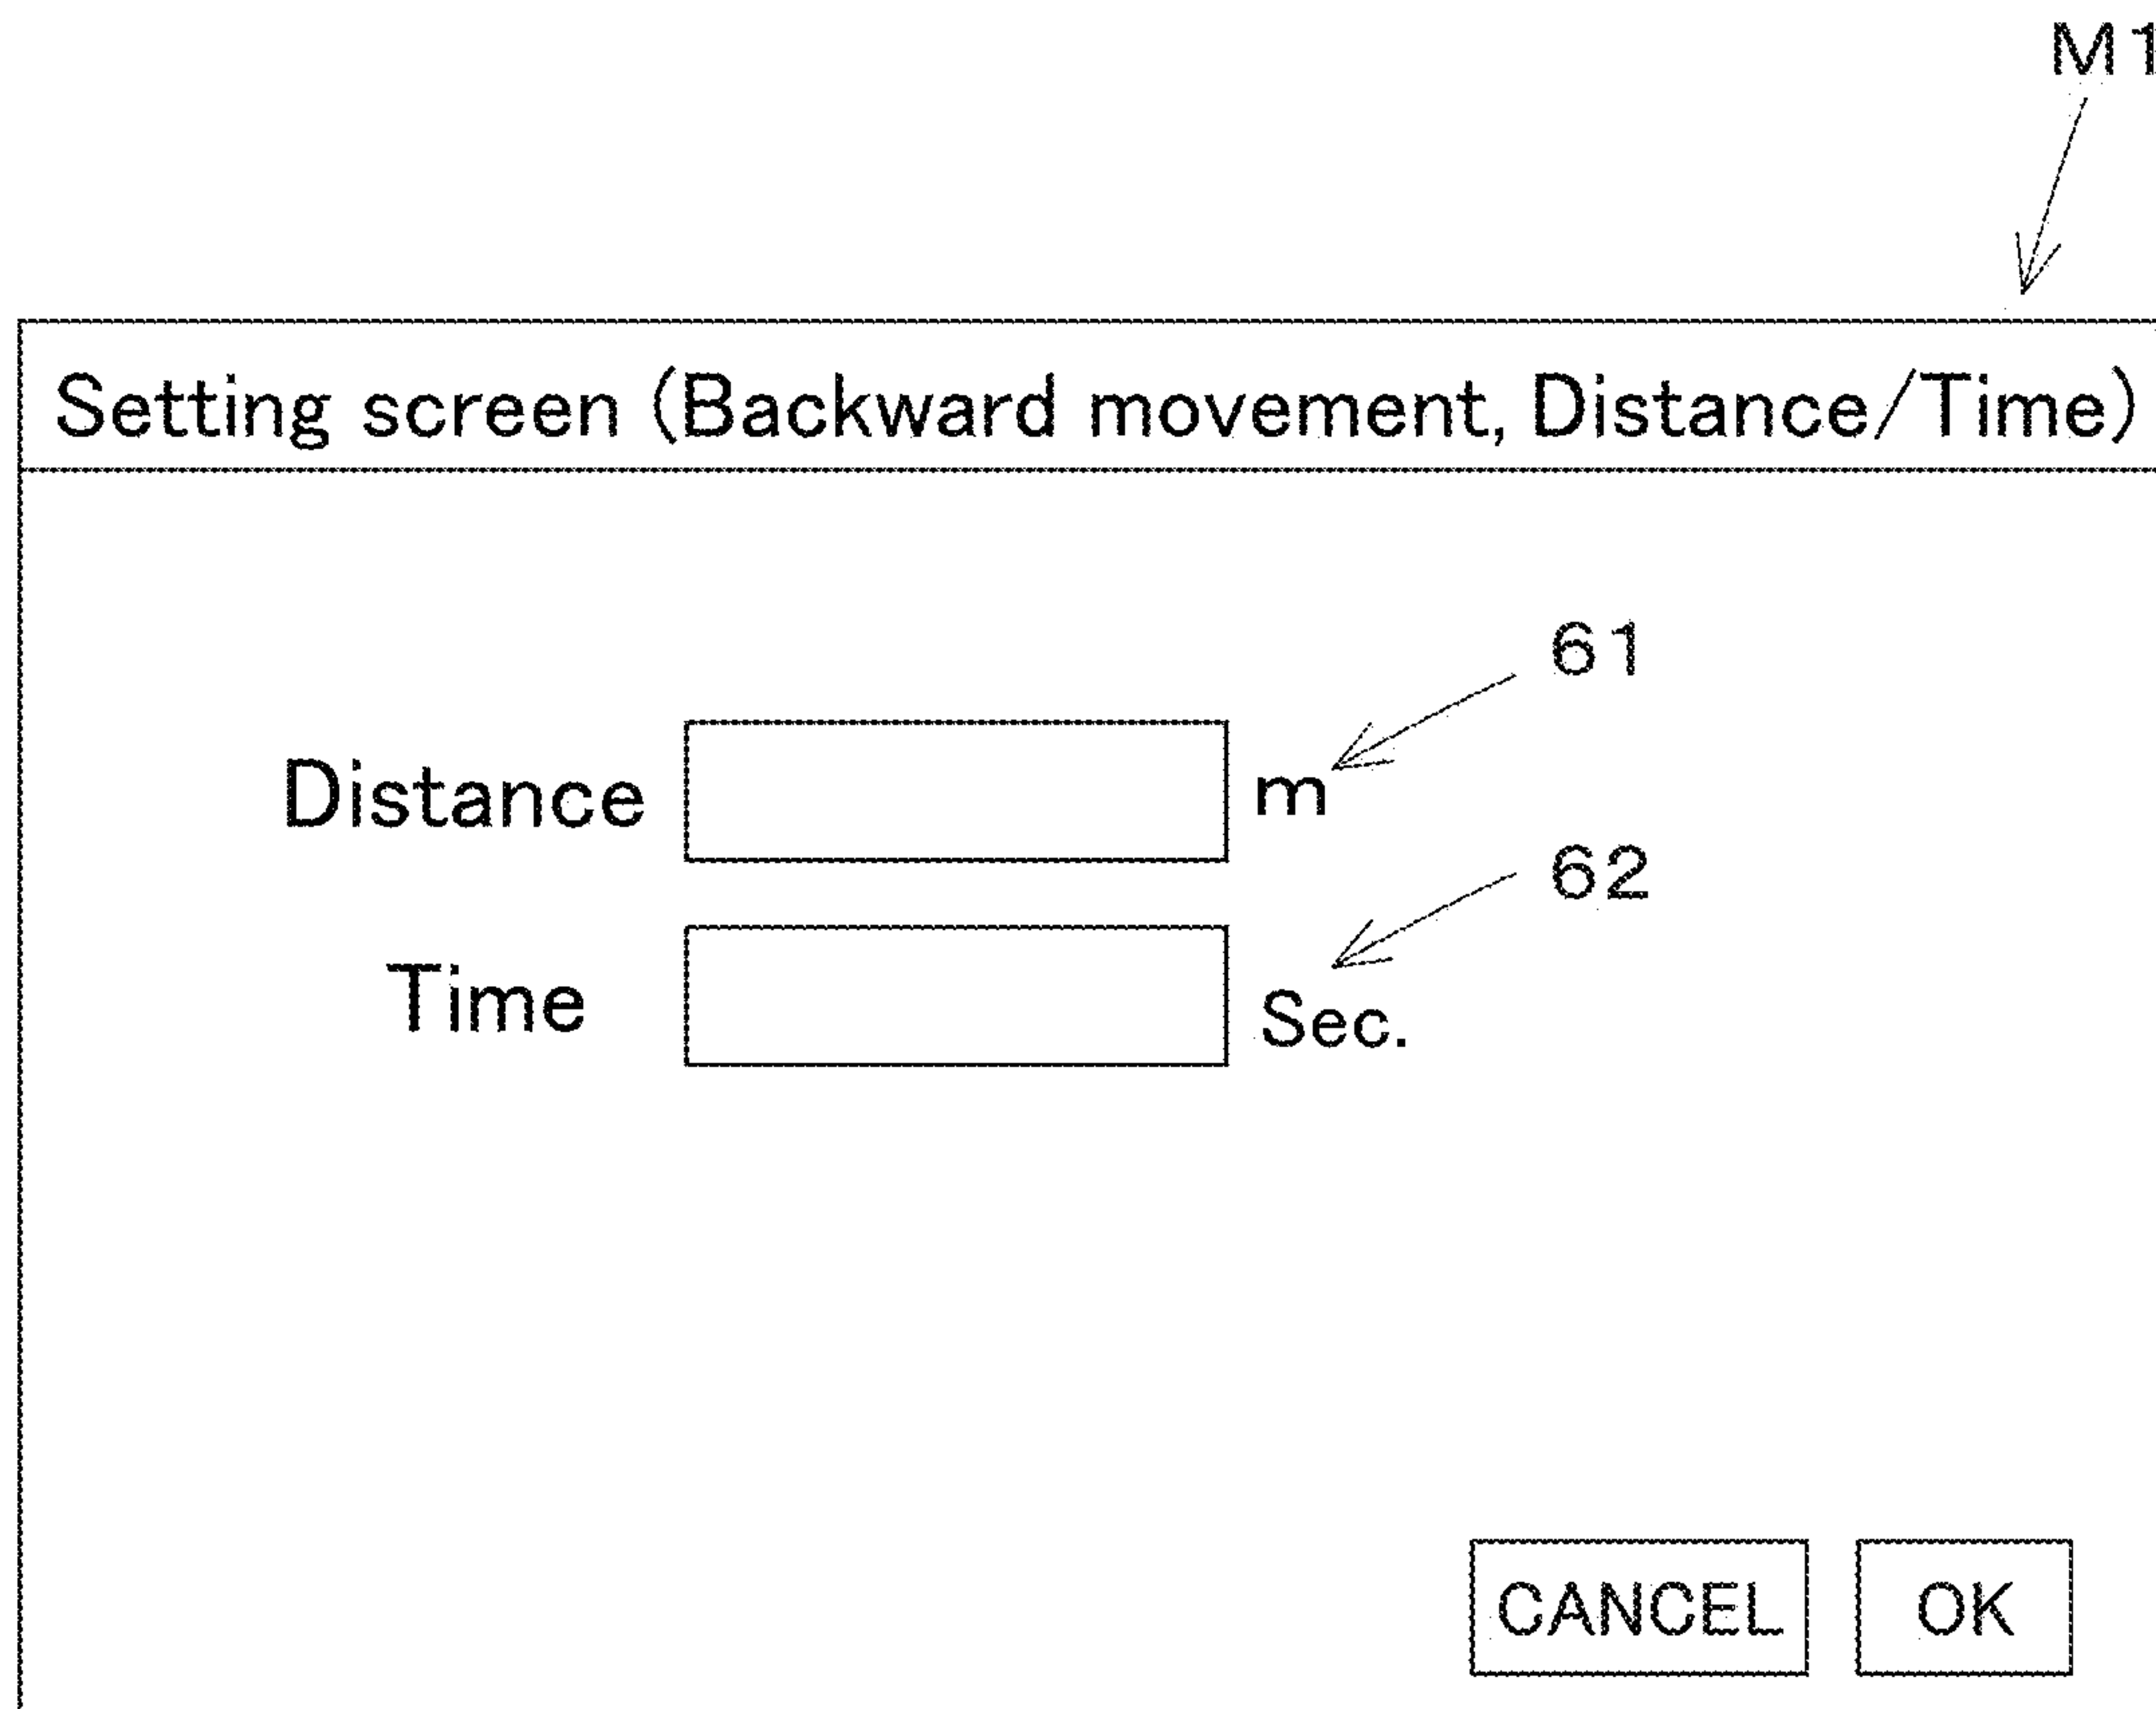 M1
Setting screen (Backward movement, Distance/Time)
61
Distance m
62
Time Sec.
CANCEL OK